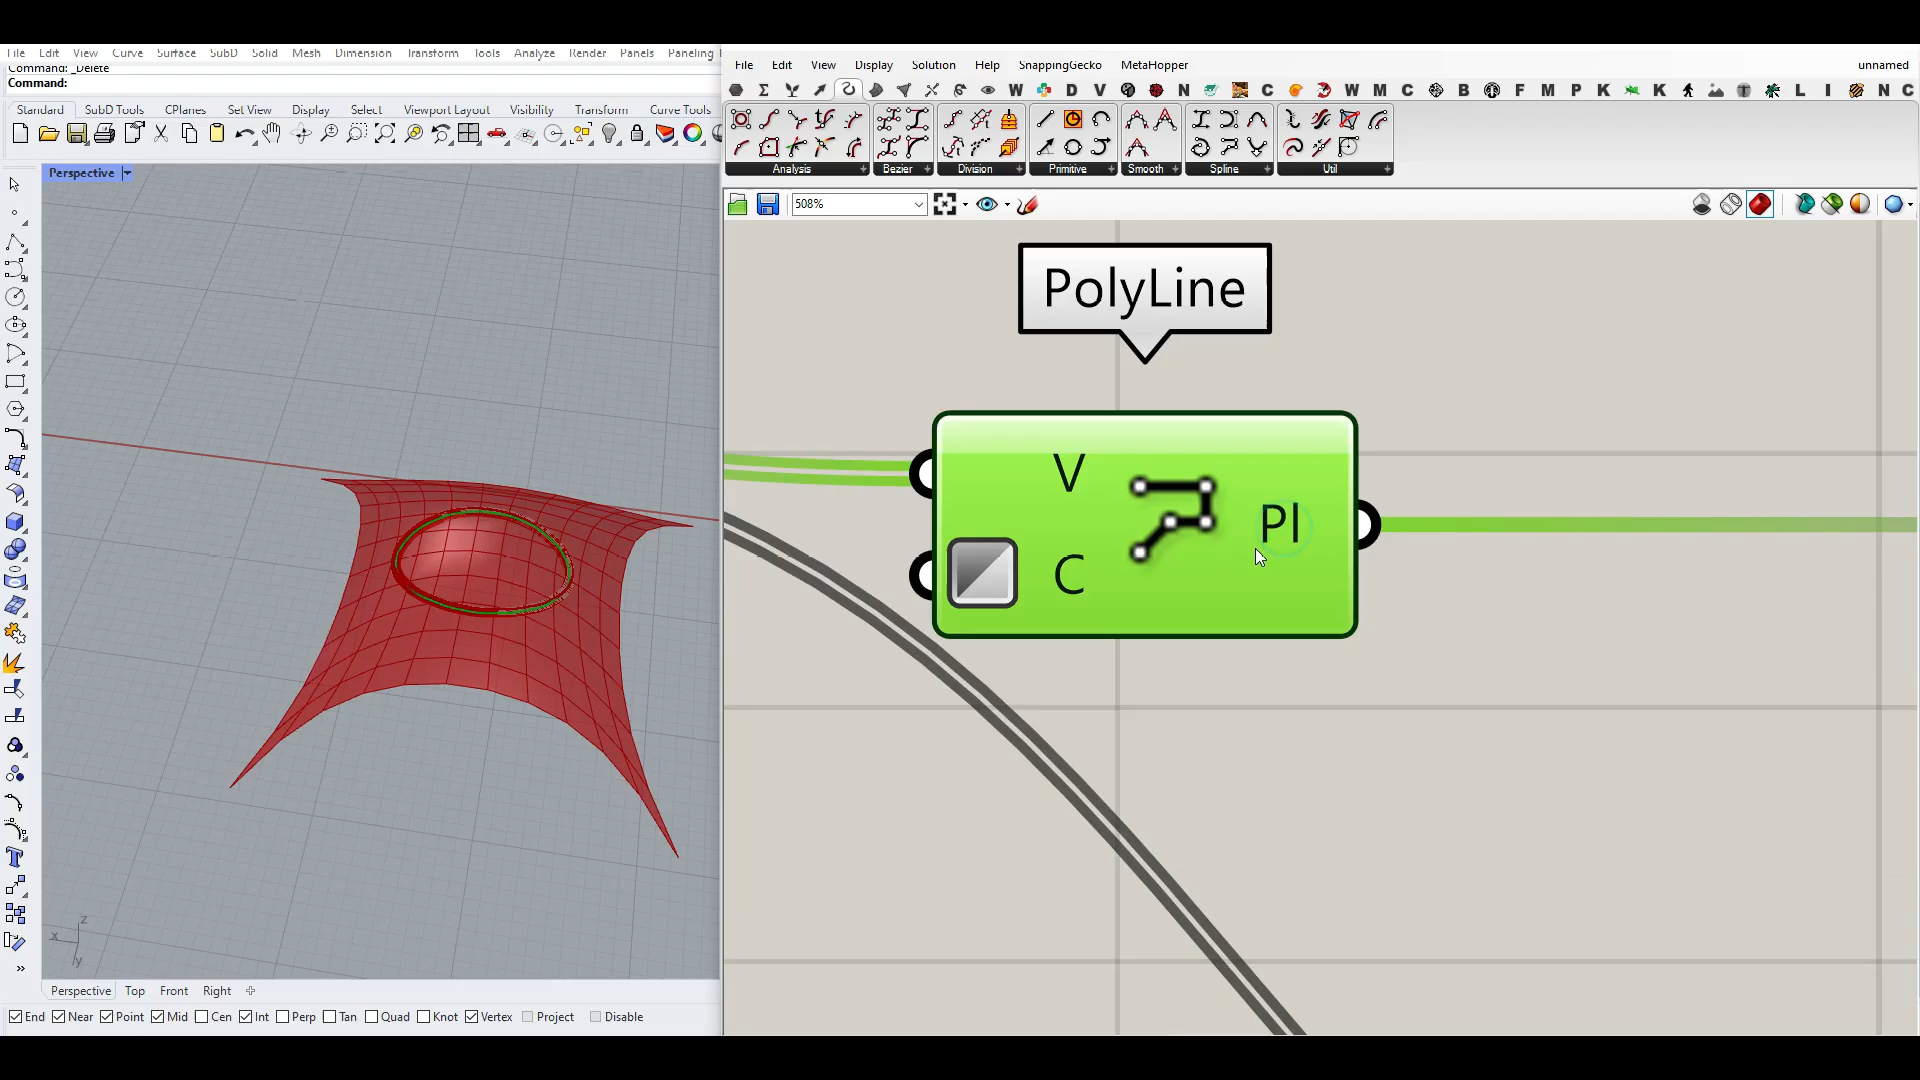 File Edit View Curve Surface SubD Solid Mesh Dimension Transform Tools Analyze Render Panels Paneling
Command: _Delete
Command:
Standard SubD Tools CPlanes Set View Display Select Viewport Layout Visibility Transform Curve Tools
Perspective
x
y
z
Perspective Top Front Right
End Near Point Mid Cen Int Perp Tan Quad Knot Vertex Project Disable
File Edit View Display Solution Help SnappingGecko MetaHopper unnamed
W D V N C W M C B F M P K K L I N C
Analysis Bezier Division Primitive Smooth Spline Util
508%
PolyLine
V
C
Pl